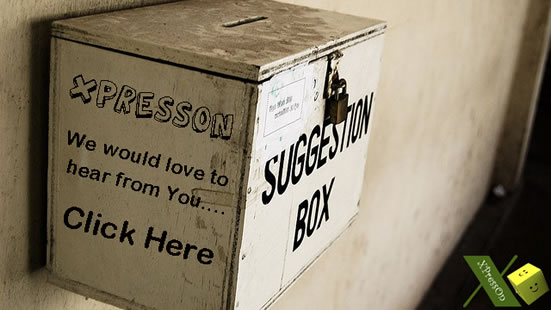 XPRESSON
We would love to
hear from You....
Click Here
SUGGESTION
BOX
XPressOn